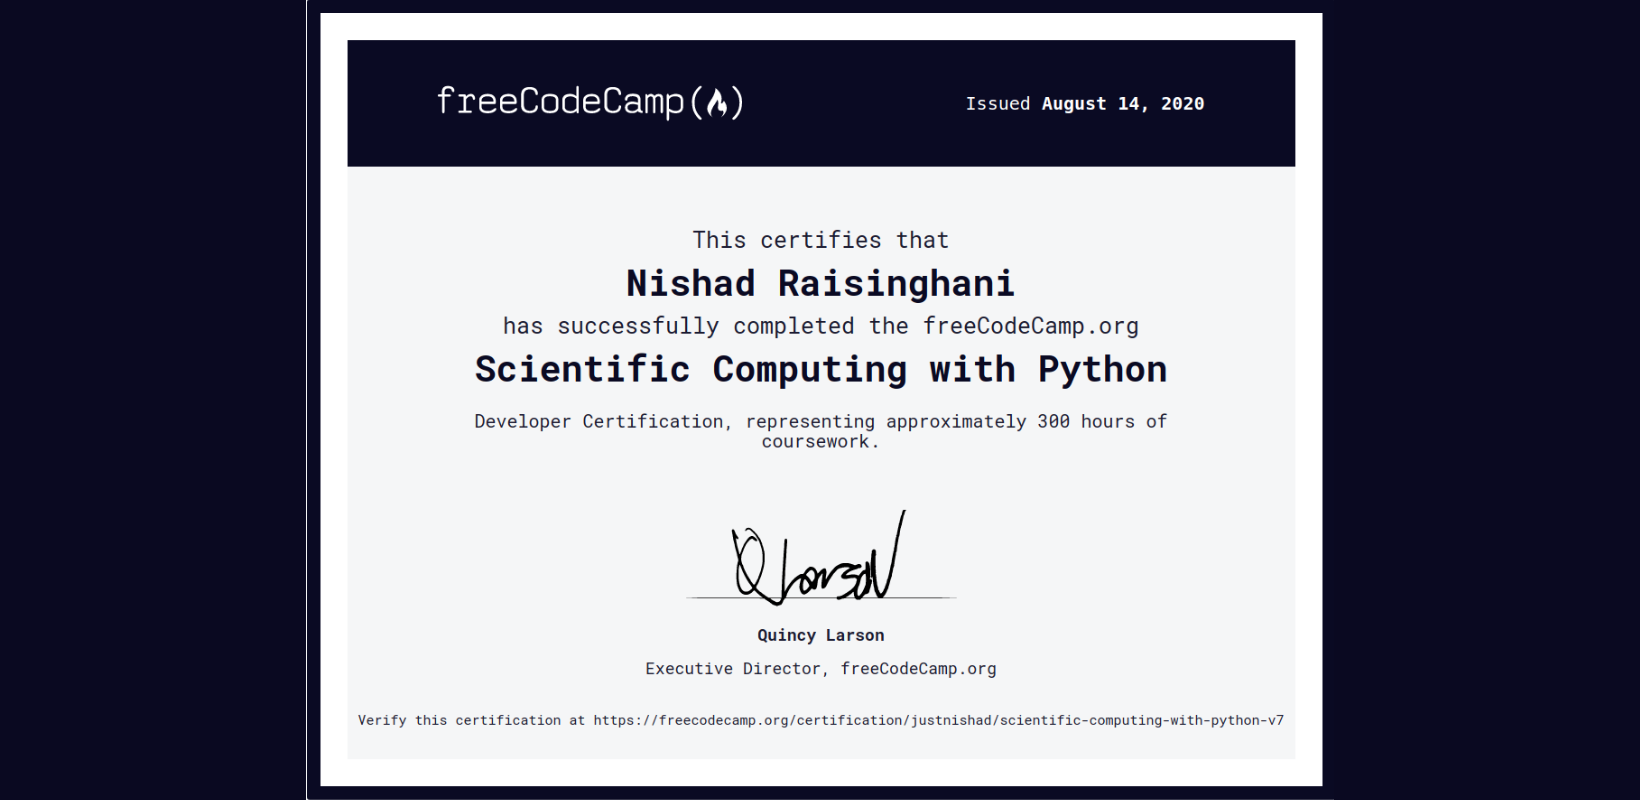 freeCodeCamp(🔥)
Issued August 14, 2020
This certifies that
Nishad Raisinghani
has successfully completed the freeCodeCamp.org
Scientific Computing with Python
Developer Certification, representing approximately 300 hours of
coursework.
Q Larson
Quincy Larson
Executive Director, freeCodeCamp.org
Verify this certification at https://freecodecamp.org/certification/justnishad/scientific-computing-with-python-v7